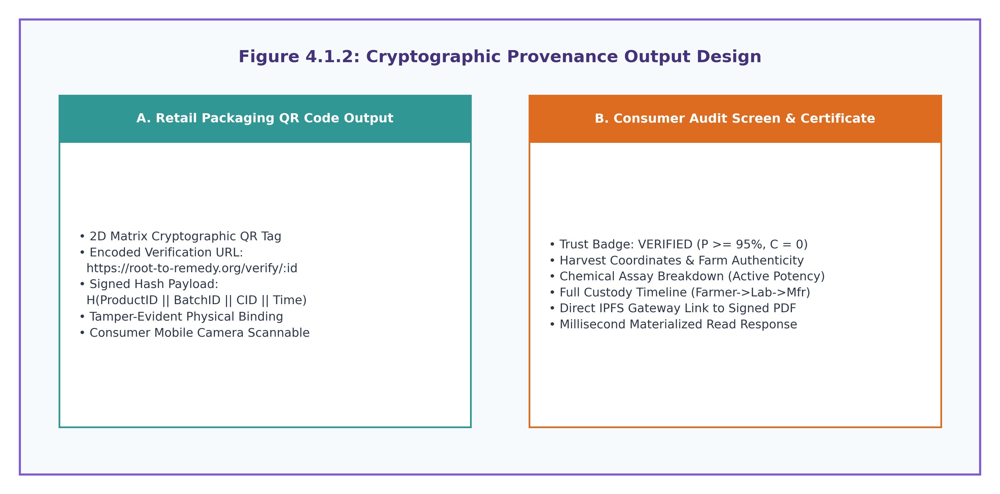 Figure 4.1.2: Cryptographic Provenance Output Design
A. Retail Packaging QR Code Output
• 2D Matrix Cryptographic QR Tag
• Encoded Verification URL:
https://root-to-remedy.org/verify/:id
• Signed Hash Payload:
H(ProductID || BatchID || CID || Time)
• Tamper-Evident Physical Binding
• Consumer Mobile Camera Scannable
B. Consumer Audit Screen & Certificate
• Trust Badge: VERIFIED (P >= 95%, C = 0)
• Harvest Coordinates & Farm Authenticity
• Chemical Assay Breakdown (Active Potency)
• Full Custody Timeline (Farmer->Lab->Mfr)
• Direct IPFS Gateway Link to Signed PDF
• Millisecond Materialized Read Response